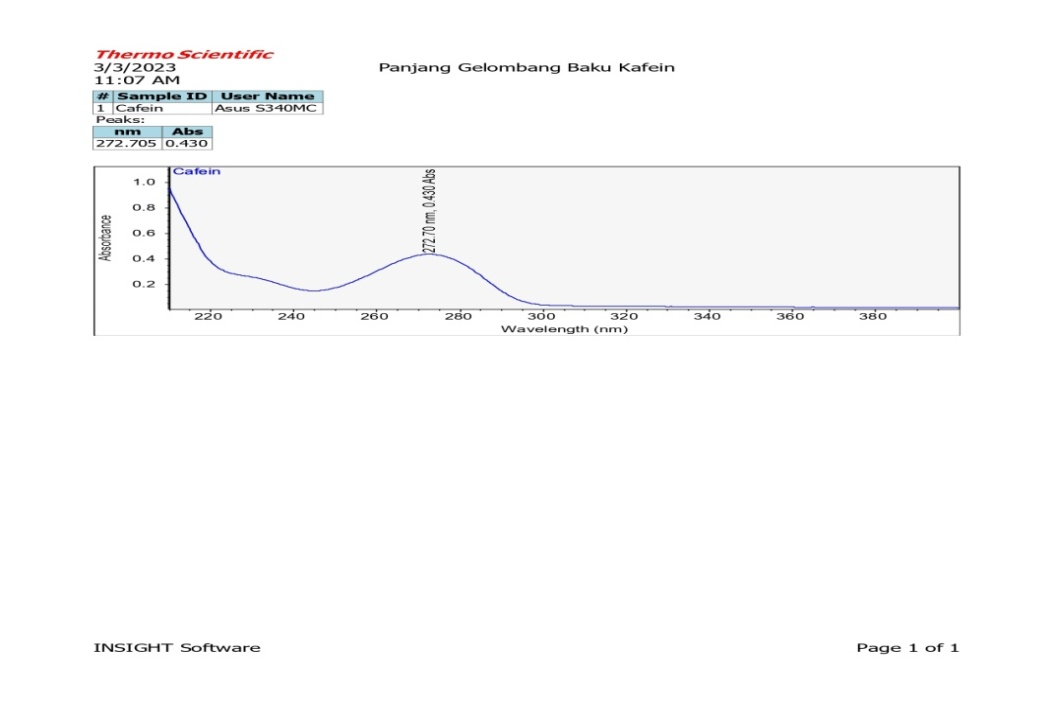 Thermo Scientific
3/3/2023
Panjang Gelombang Baku Kafein
11:07 AM
# Sample ID User Name
1 Cafein Asus S340MC
Peaks:
nm Abs
272.705 0.430
Cafein
272.70 nm, 0.430 Abs
Absorbance
1.0
0.8
0.6
0.4
0.2
220 240 260 280 300 320 340 360 380
Wavelength (nm)
INSIGHT Software
Page 1 of 1